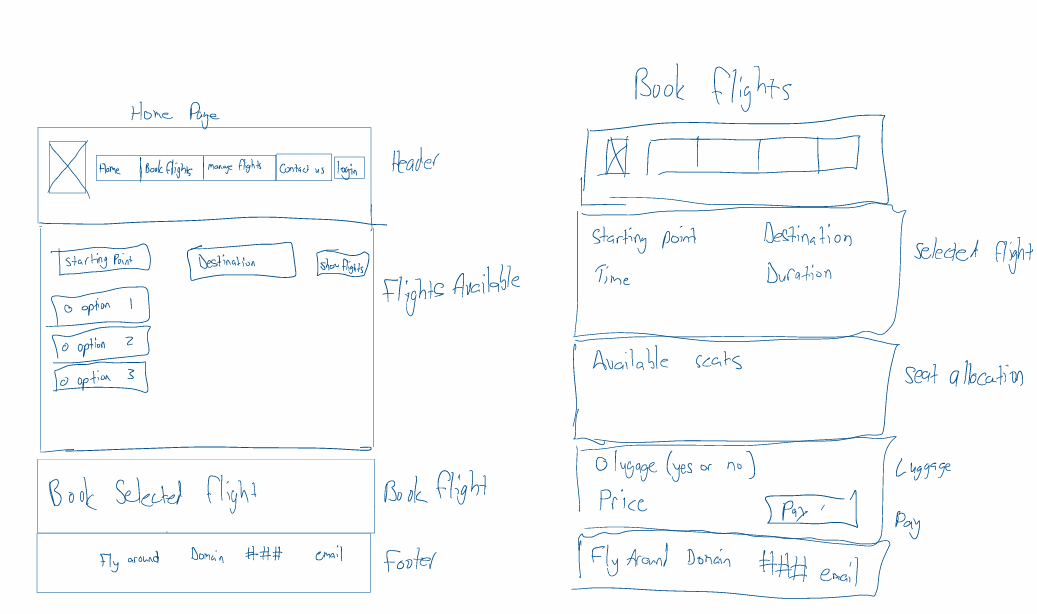 Home Page
Home Book flights manage flights Contact us login
Header
Starting Point Destination Show flights
Flights Available
O option 1
O option 2
O option 3
Book Selected flight
Book flight
Fly around Domain ### email
Footer
Book flights
Starting point Destination
Time Duration
selected flight
Available seats
seat allocation
O lugage (yes or no)
Luggage
Price
Pay
Pay
Fly Around Domain ### email